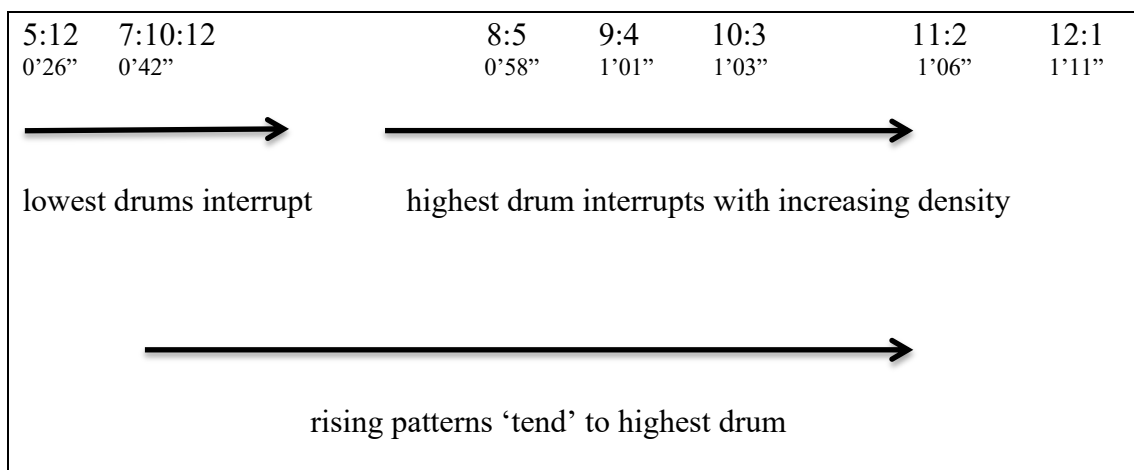 5:12 7:10:12 8:5 9:4 10:3 11:2 12:1
0’26” 0’42” 0’58” 1’01” 1’03” 1’06” 1’11”
lowest drums interrupt highest drum interrupts with increasing density
rising patterns ‘tend’ to highest drum